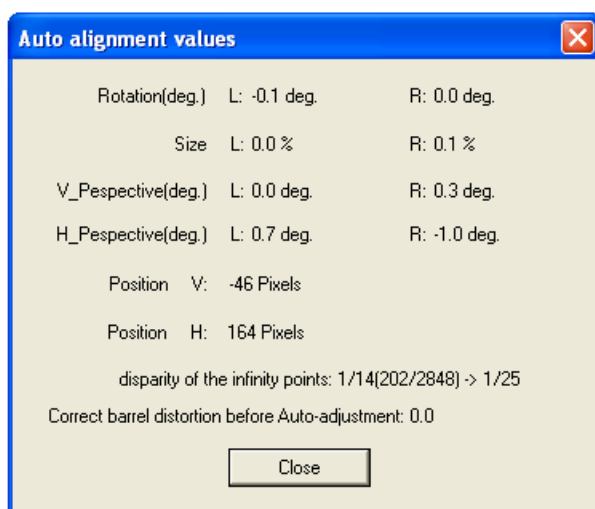 Auto alignment values
Rotation(deg.) L: -0.1 deg. R: 0.0 deg.
Size L: 0.0 % R: 0.1 %
V_Pespective(deg.) L: 0.0 deg. R: 0.3 deg.
H_Pespective(deg.) L: 0.7 deg. R: -1.0 deg.
Position V: -46 Pixels
Position H: 164 Pixels
disparity of the infinity points: 1/14(202/2848) -> 1/25
Correct barrel distortion before Auto-adjustment: 0.0
Close